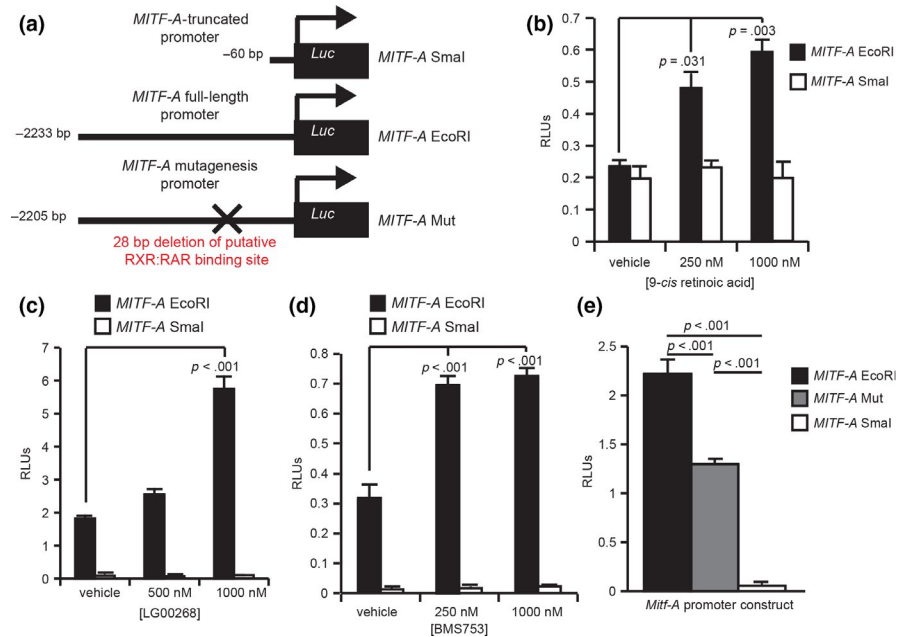 (a)
MITF-A-truncated
promoter
−60 bp
Luc
MITF-A SmaI
MITF-A full-length
promoter
−2233 bp
Luc
MITF-A EcoRI
MITF-A mutagenesis
promoter
−2205 bp
Luc
MITF-A Mut
28 bp deletion of putative
RXR:RAR binding site
(b)
0.7
0.6
0.5
0.4
0.3
0.2
0.1
0
RLUs
p = .031
p = .003
MITF-A EcoRI
MITF-A SmaI
vehicle 250 nM 1000 nM
[9-cis retinoic acid]
(c)
MITF-A EcoRI
MITF-A SmaI
7
6
5
4
3
2
1
0
RLUs
p < .001
vehicle 500 nM 1000 nM
[LG00268]
(d)
MITF-A EcoRI
MITF-A SmaI
0.8
0.7
0.6
0.5
0.4
0.3
0.2
0.1
0
RLUs
p < .001
p < .001
vehicle 250 nM 1000 nM
[BMS753]
(e)
2.5
2
1.5
1
0.5
0
RLUs
p < .001
p < .001
p < .001
MITF-A EcoRI
MITF-A Mut
MITF-A SmaI
Mitf-A promoter construct